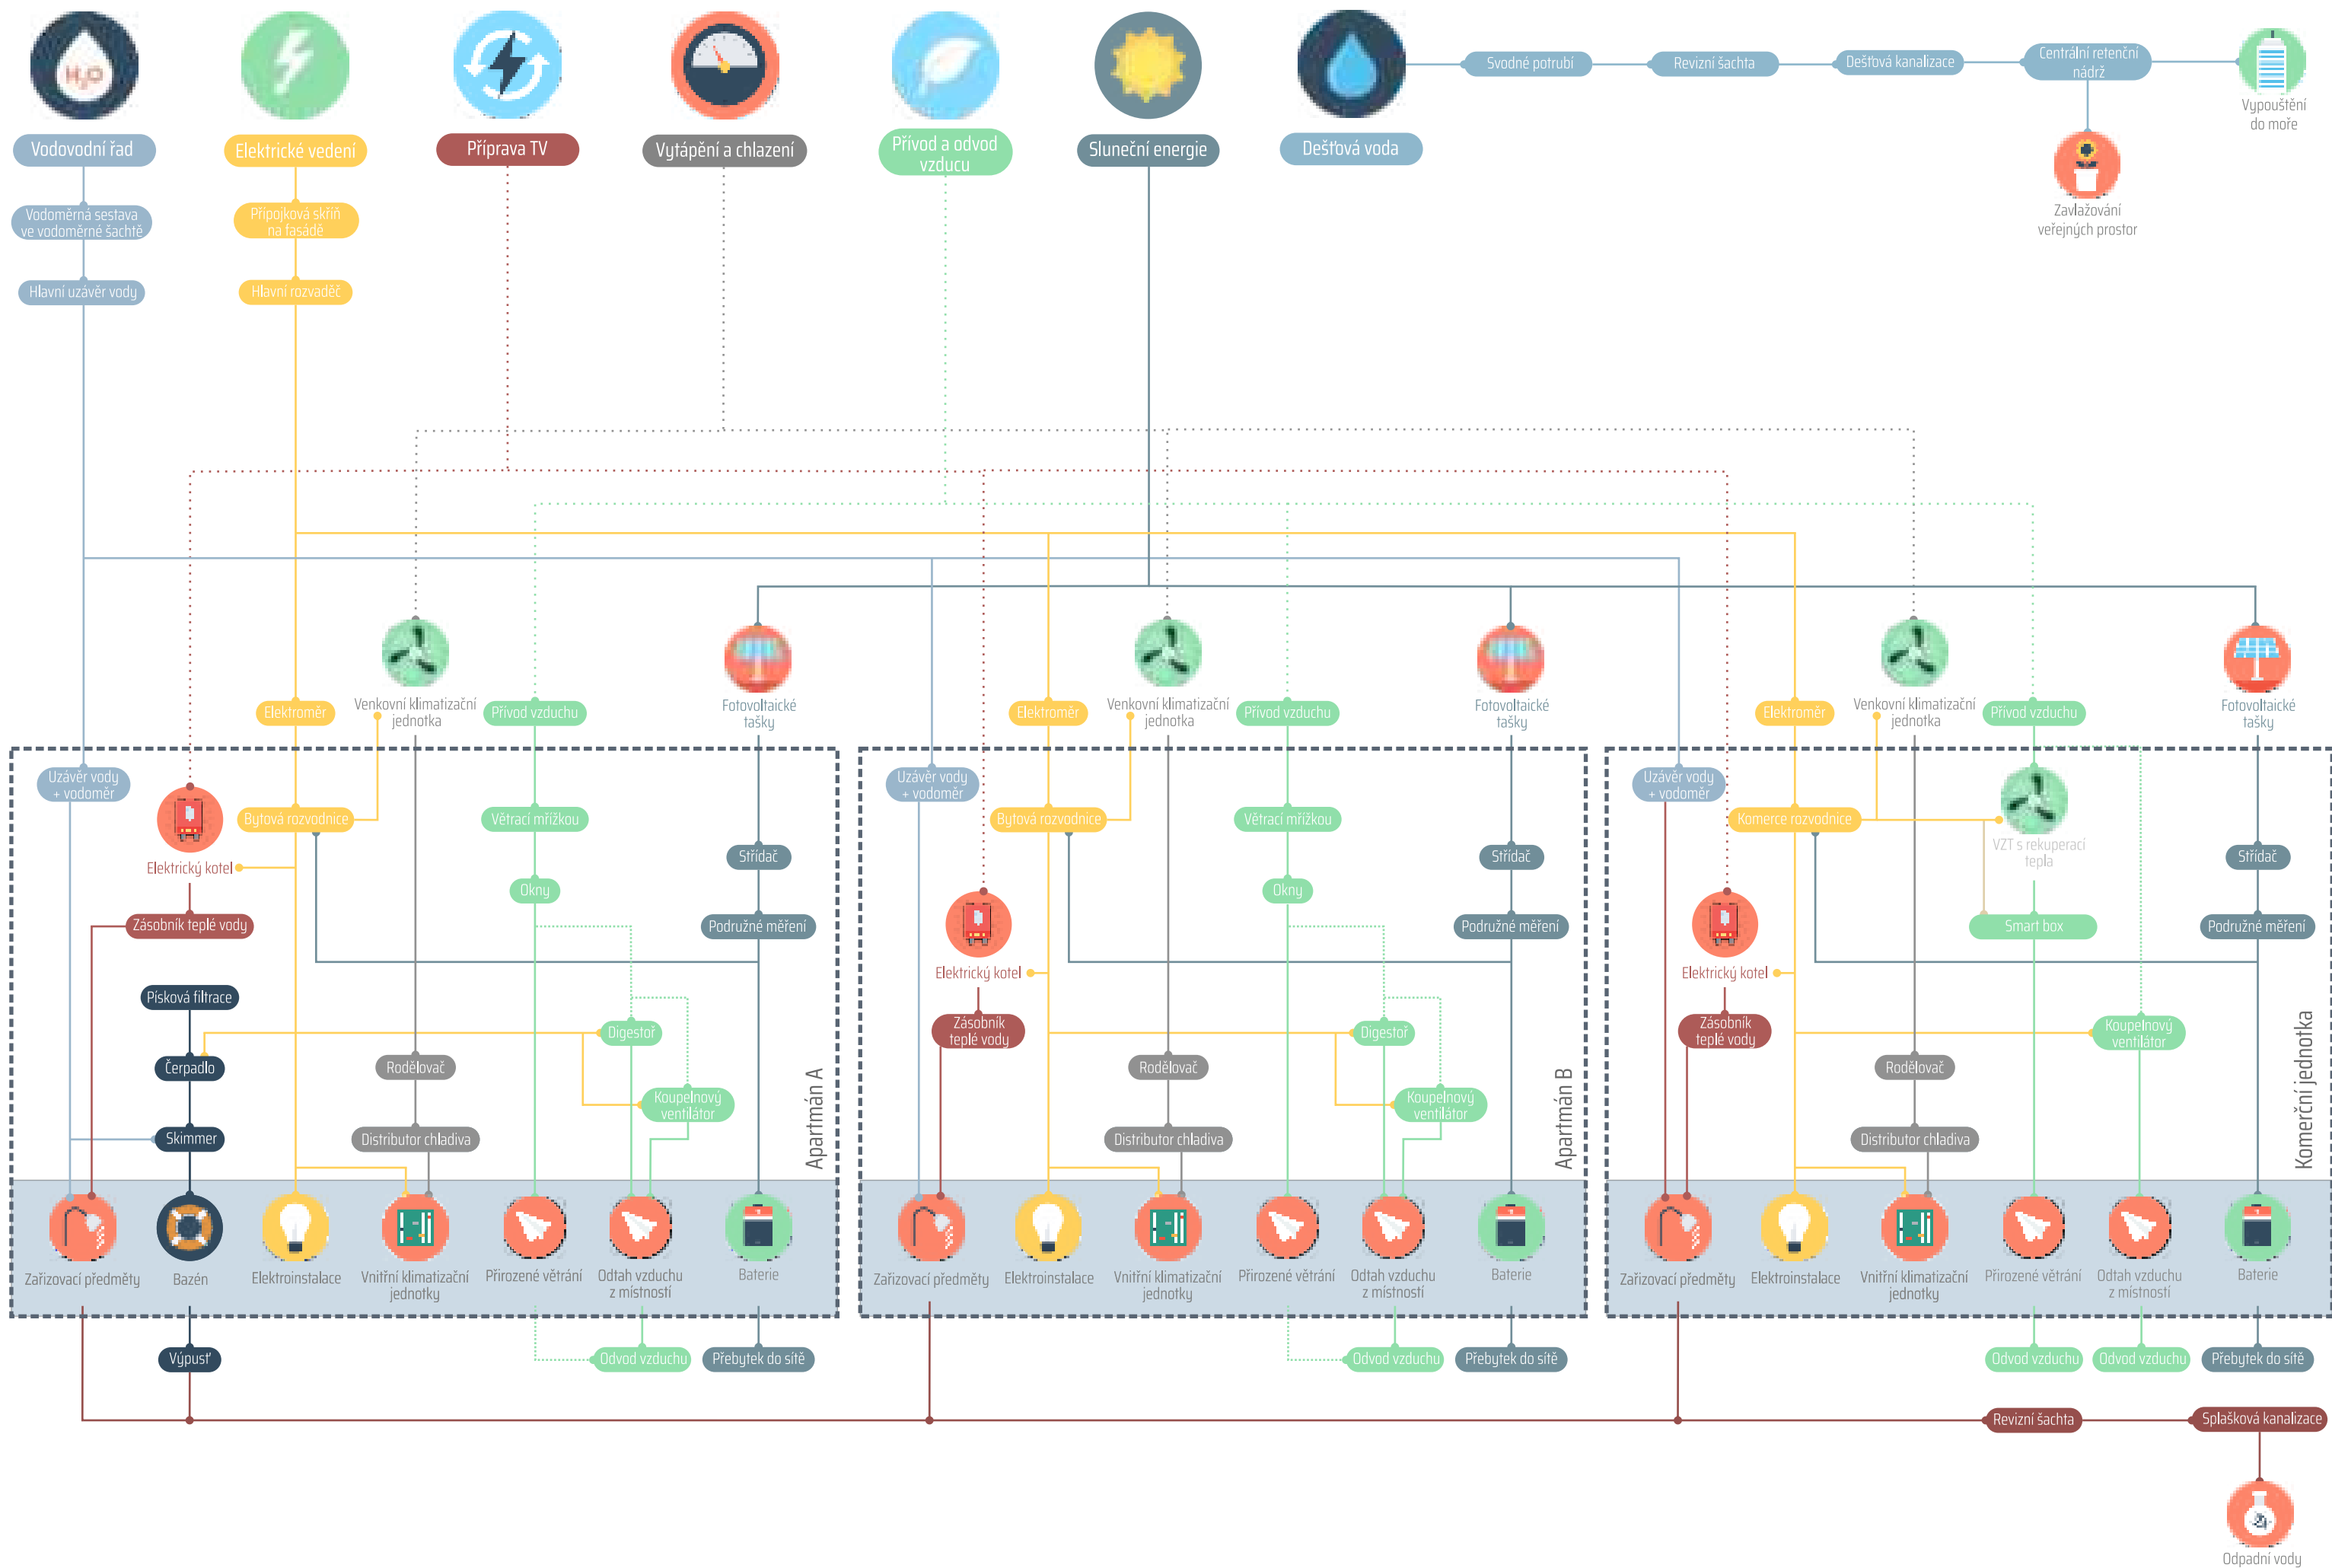 H₂O
Vodovodní řad
Elektrické vedení
Příprava TV
Vytápění a chlazení
Přívod a odvod
vzducu
Sluneční energie
Dešťová voda
Svodné potrubí
Revizní šachta
Dešťová kanalizace
Centrální retenční
nádrž
Vypouštění
do moře
Zavlažování
veřejných prostor
Vodoměrná sestava
ve vodoměrné šachtě
Hlavní uzávěr vody
Přípojková skříň
na fasádě
Hlavní rozvaděč
Elektroměr
Venkovní klimatizační
jednotka
Přívod vzduchu
Fotovoltaické
tašky
Elektroměr
Venkovní klimatizační
jednotka
Přívod vzduchu
Fotovoltaické
tašky
Elektroměr
Venkovní klimatizační
jednotka
Přívod vzduchu
Fotovoltaické
tašky
Uzávěr vody
+ vodoměr
Elektrický kotel
Zásobník teplé vody
Bytová rozvodnice
Větrací mřížkou
Okny
Střídač
Podružné měření
Písková filtrace
Čerpadlo
Skimmer
Rodělovač
Distributor chladiva
Digestoř
Koupelnový
ventilátor
Apartmán A
Zařizovací předměty
Bazén
Elektroinstalace
Vnitřní klimatizační
jednotky
Přirozené větrání
Odtah vzduchu
z místností
Baterie
Výpusť
Odvod vzduchu
Přebytek do sítě
Uzávěr vody
+ vodoměr
Bytová rozvodnice
Větrací mřížkou
Okny
Střídač
Podružné měření
Elektrický kotel
Zásobník
teplé vody
Rodělovač
Distributor chladiva
Digestoř
Koupelnový
ventilátor
Apartmán B
Zařizovací předměty
Elektroinstalace
Vnitřní klimatizační
jednotky
Přirozené větrání
Odtah vzduchu
z místností
Baterie
Odvod vzduchu
Přebytek do sítě
Uzávěr vody
+ vodoměr
Komerce rozvodnice
VZT s rekuperací
tepla
Smart box
Střídač
Podružné měření
Elektrický kotel
Zásobník
teplé vody
Rodělovač
Distributor chladiva
Koupelnový
ventilátor
Komerční jednotka
Zařizovací předměty
Elektroinstalace
Vnitřní klimatizační
jednotky
Přirozené větrání
Odtah vzduchu
z místností
Baterie
Odvod vzduchu
Odvod vzduchu
Přebytek do sítě
Revizní šachta
Splašková kanalizace
Odpadní vody